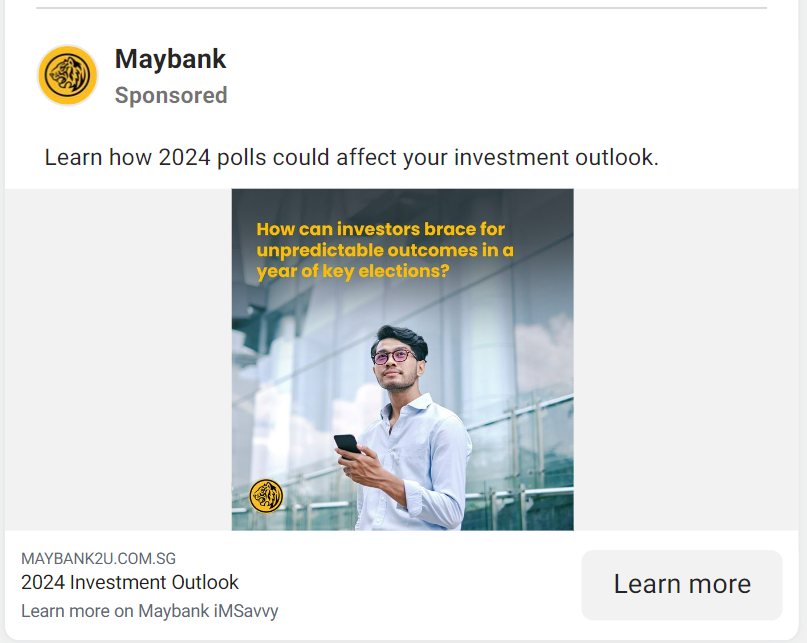 Maybank
Sponsored
Learn how 2024 polls could affect your investment outlook.
How can investors brace for
unpredictable outcomes in a
year of key elections?
MAYBANK2U.COM.SG
2024 Investment Outlook
Learn more on Maybank iMSavvy
Learn more